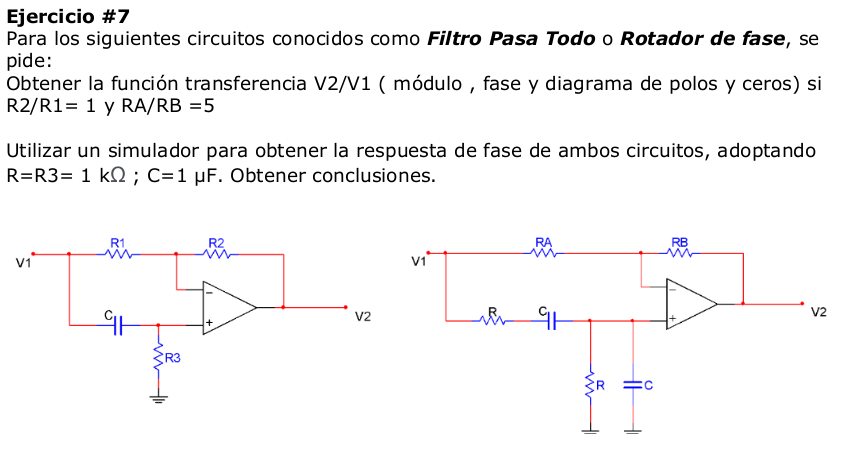 Ejercicio #7
Para los siguientes circuitos conocidos como Filtro Pasa Todo o Rotador de fase, se
pide:
Obtener la función transferencia V2/V1 ( módulo , fase y diagrama de polos y ceros) si
R2/R1= 1 y RA/RB =5
Utilizar un simulador para obtener la respuesta de fase de ambos circuitos, adoptando
R=R3= 1 kΩ ; C=1 µF. Obtener conclusiones.
R1 R2
V1
C
V2
R3
RA RB
V1
R C
V2
R C